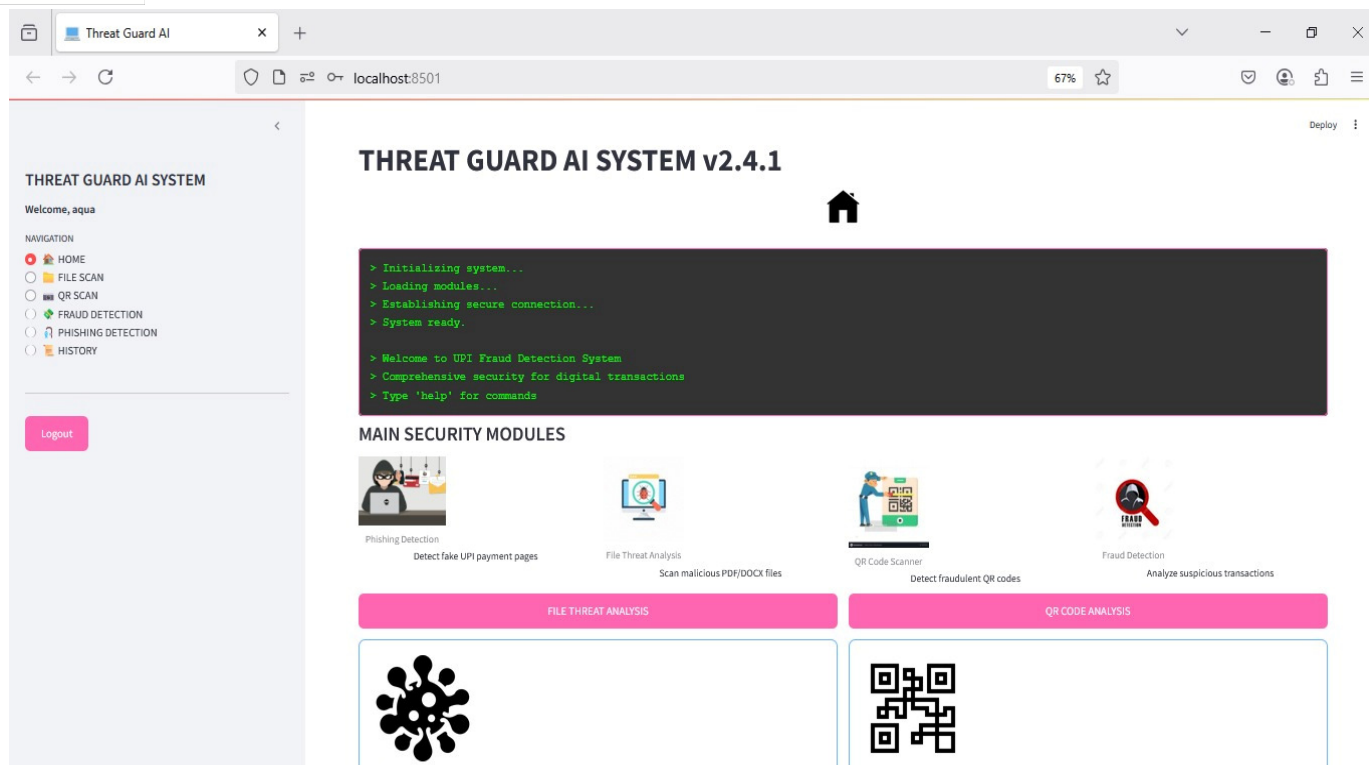 Threat Guard AI
localhost:8501
67%
Deploy
THREAT GUARD AI SYSTEM
Welcome, aqua
NAVIGATION
HOME
FILE SCAN
QR SCAN
FRAUD DETECTION
PHISHING DETECTION
HISTORY
Logout
THREAT GUARD AI SYSTEM v2.4.1
> Initializing system...
> Loading modules...
> Establishing secure connection...
> System ready.
> Welcome to UPI Fraud Detection System
> Comprehensive security for digital transactions
> Type 'help' for commands
MAIN SECURITY MODULES
FRAUD
DETECTION
Phishing Detection
Detect fake UPI payment pages
File Threat Analysis
Scan malicious PDF/DOCX files
QR Code Scanner
Detect fraudulent QR codes
Fraud Detection
Analyze suspicious transactions
FILE THREAT ANALYSIS
QR CODE ANALYSIS